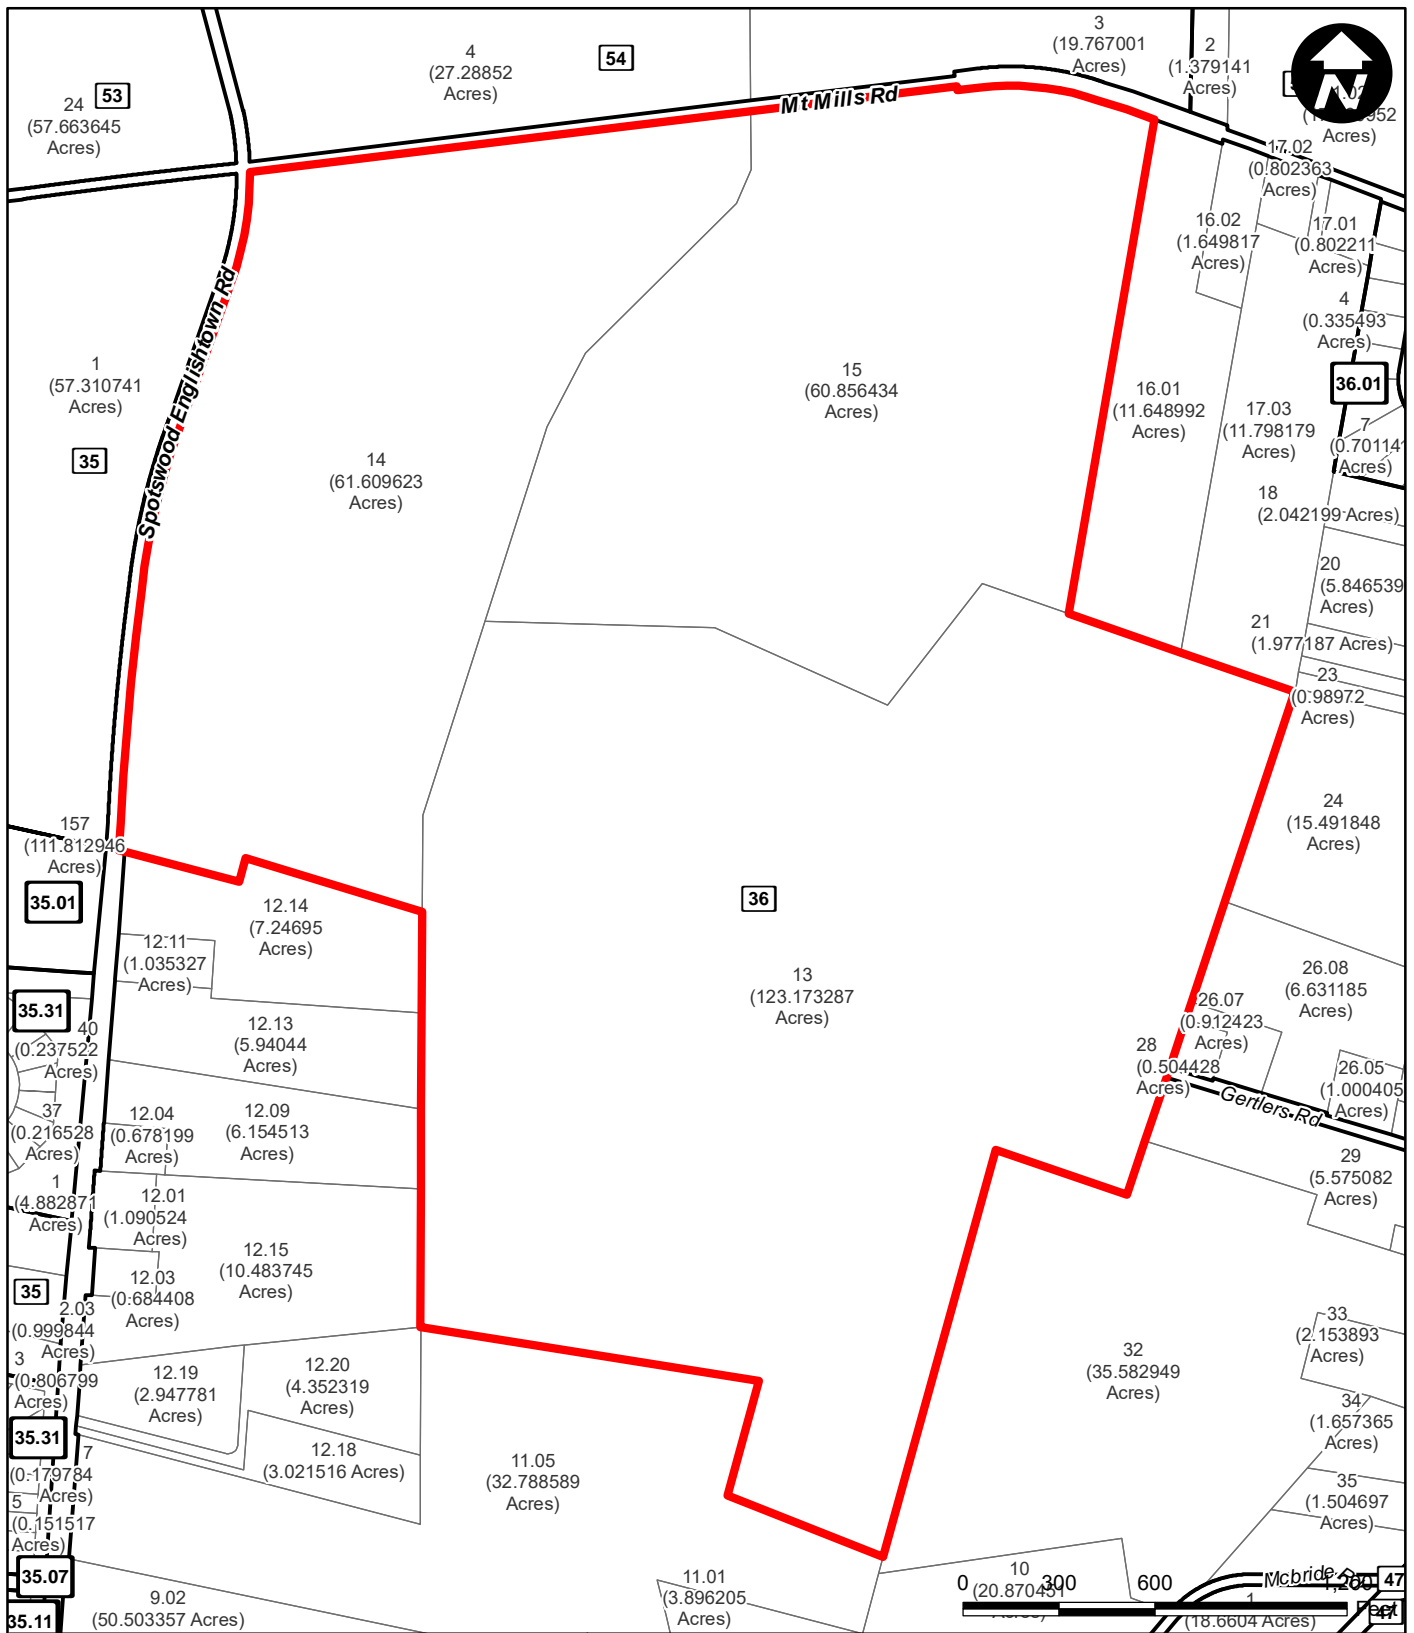 3
(19.767001
Acres)
2
(1.379141
Acres)
4
(27.28852
Acres)
54
53
24
(57.663645
Acres)
N
Acres)
Mt Mills Rd
17.02
(0.802363
Acres)
16.02
(1.649817
Acres)
17.01
(0.802211
Acres)
4
(0.335493
Acres)
36.01
Spotswood Englishtown Rd
1
(57.310741
Acres)
35
15
(60.856434
Acres)
16.01
(11.648992
Acres)
17.03
(11.798179
Acres)
7
Acres)
14
(61.609623
Acres)
18
(2.042199 Acres)
20
(5.846539
Acres)
21
(1.977187 Acres)
23
(0.98972
Acres)
24
(15.491848
Acres)
157
(111.812946
Acres)
35.01
36
12.14
(7.24695
Acres)
12.11
(1.035327
Acres)
13
(123.173287
Acres)
26.08
(6.631185
Acres)
26.07
(0.912423
Acres)
35.31
40
(0.237522
Acres)
12.13
(5.94044
Acres)
28
(0.504428
Acres)
26.05
(1.000405
Acres)
Gertlers Rd
37
(0.216528
Acres)
12.04
(0.678199
Acres)
12.09
(6.154513
Acres)
29
(5.575082
Acres)
1
(4.882871
Acres)
12.01
(1.090524
Acres)
12.15
(10.483745
Acres)
35
12.03
(0.684408
Acres)
2.03
(0.999844
Acres)
33
(2.153893
Acres)
32
(35.582949
Acres)
3
(0.806799
Acres)
12.19
(2.947781
Acres)
12.20
(4.352319
Acres)
34
(1.657365
Acres)
35.31
7
(0.179784
Acres)
12.18
(3.021516 Acres)
11.05
(32.788589
Acres)
35
(1.504697
Acres)
5
(0.151517
Acres)
35.07
35.11
9.02
(50.503357 Acres)
11.01
(3.896205
Acres)
10
(20.870451
Acres)
Mcbride
47
0 300 600 1,200
Feet
47
1
(18.6604 Acres)